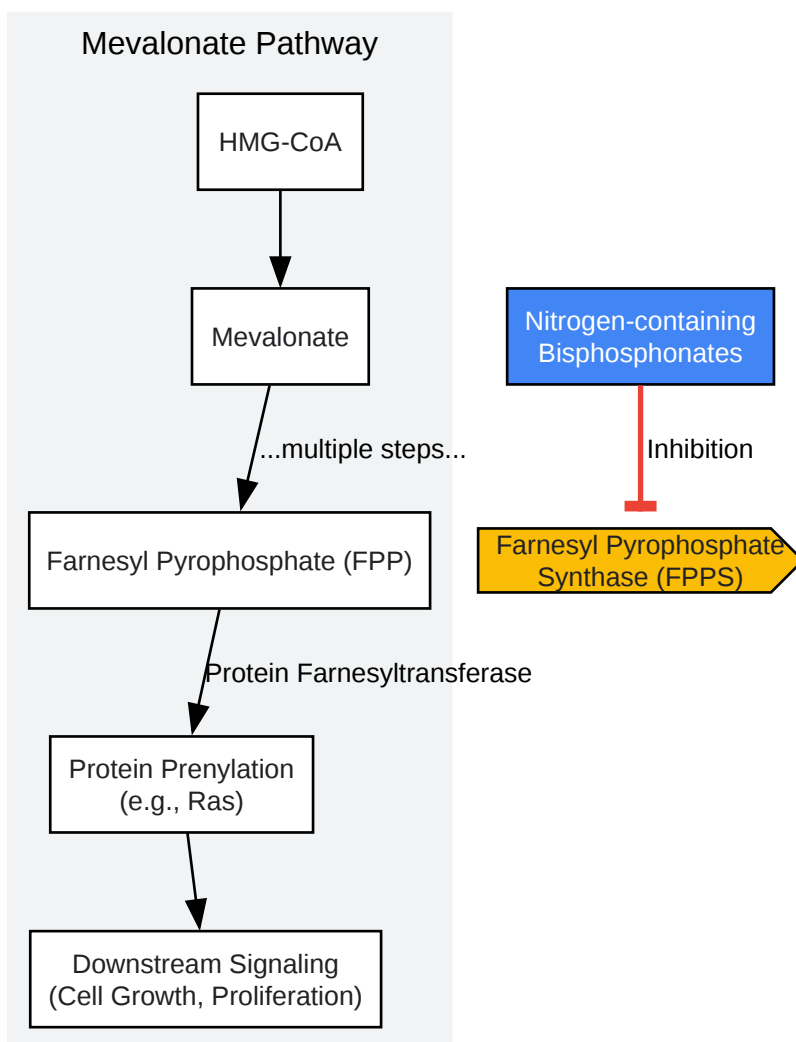 Mevalonate Pathway
HMG-CoA
Mevalonate
Nitrogen-containing
Bisphosphonates
...multiple steps...
Inhibition
Farnesyl Pyrophosphate (FPP)
Farnesyl Pyrophosphate
Synthase (FPPS)
Protein Farnesyltransferase
Protein Prenylation
(e.g., Ras)
Downstream Signaling
(Cell Growth, Proliferation)